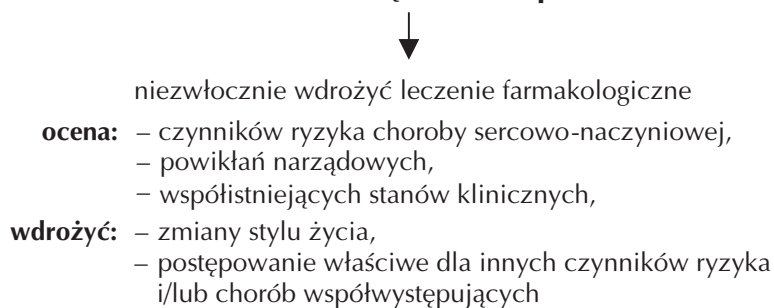 niezwłocznie wdrożyć leczenie farmakologiczne
ocena: – czynników ryzyka choroby sercowo-naczyniowej,
– powikłań narządowych,
– współistniejących stanów klinicznych,
wdrożyć: – zmiany stylu życia,
– postępowanie właściwe dla innych czynników ryzyka
i/lub chorób współwystępujących